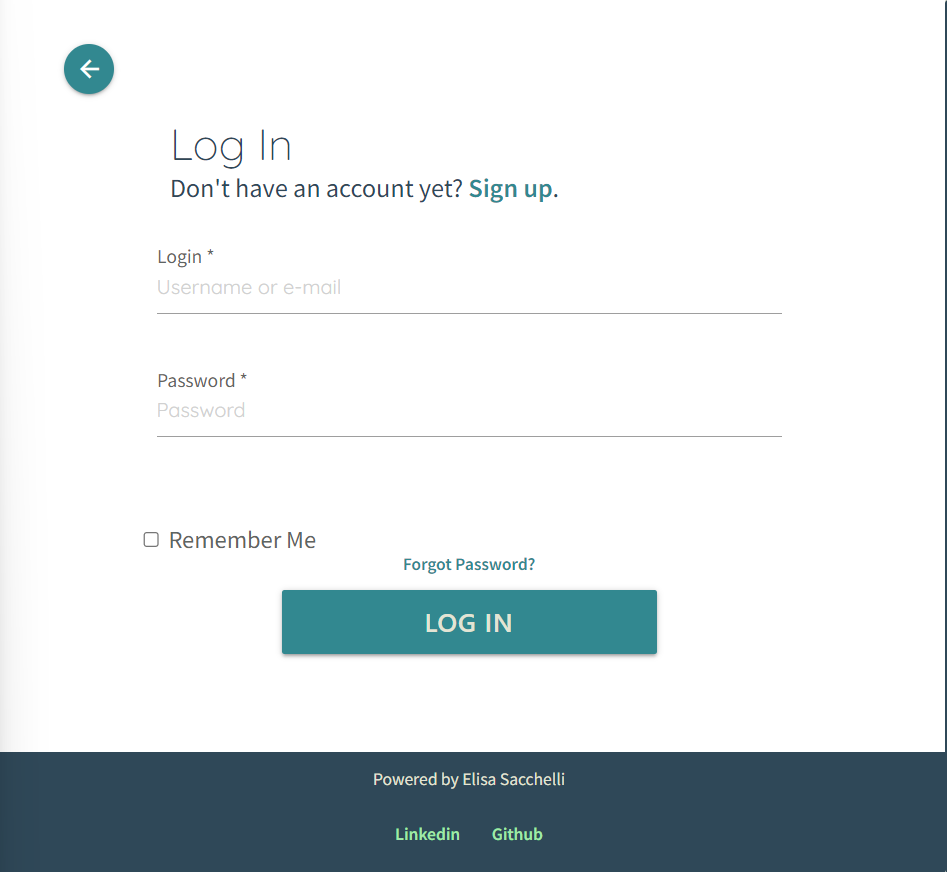 Log In
Don't have an account yet? Sign up.
Login *
Username or e-mail
Password *
Password
Remember Me
Forgot Password?
LOG IN
Powered by Elisa Sacchelli
Linkedin Github